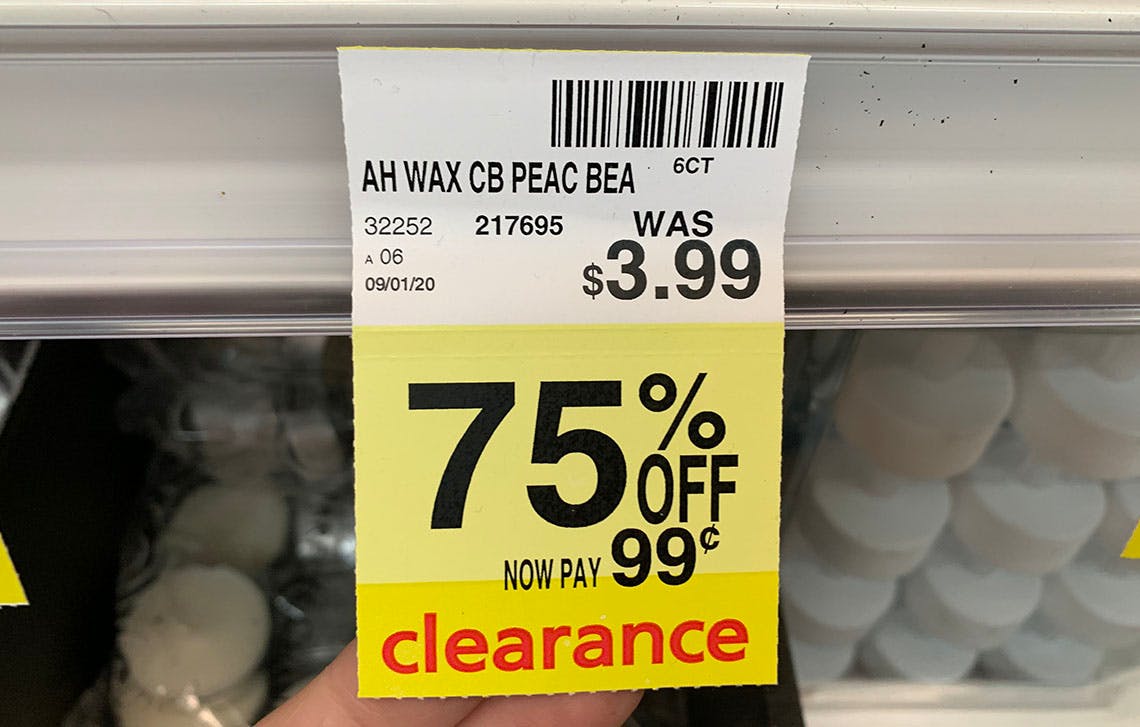 6CT
AH WAX CB PEAC BEA
32252 217695 WAS
A 06 $3.99
09/01/20
75% OFF
NOW PAY 99¢
clearance